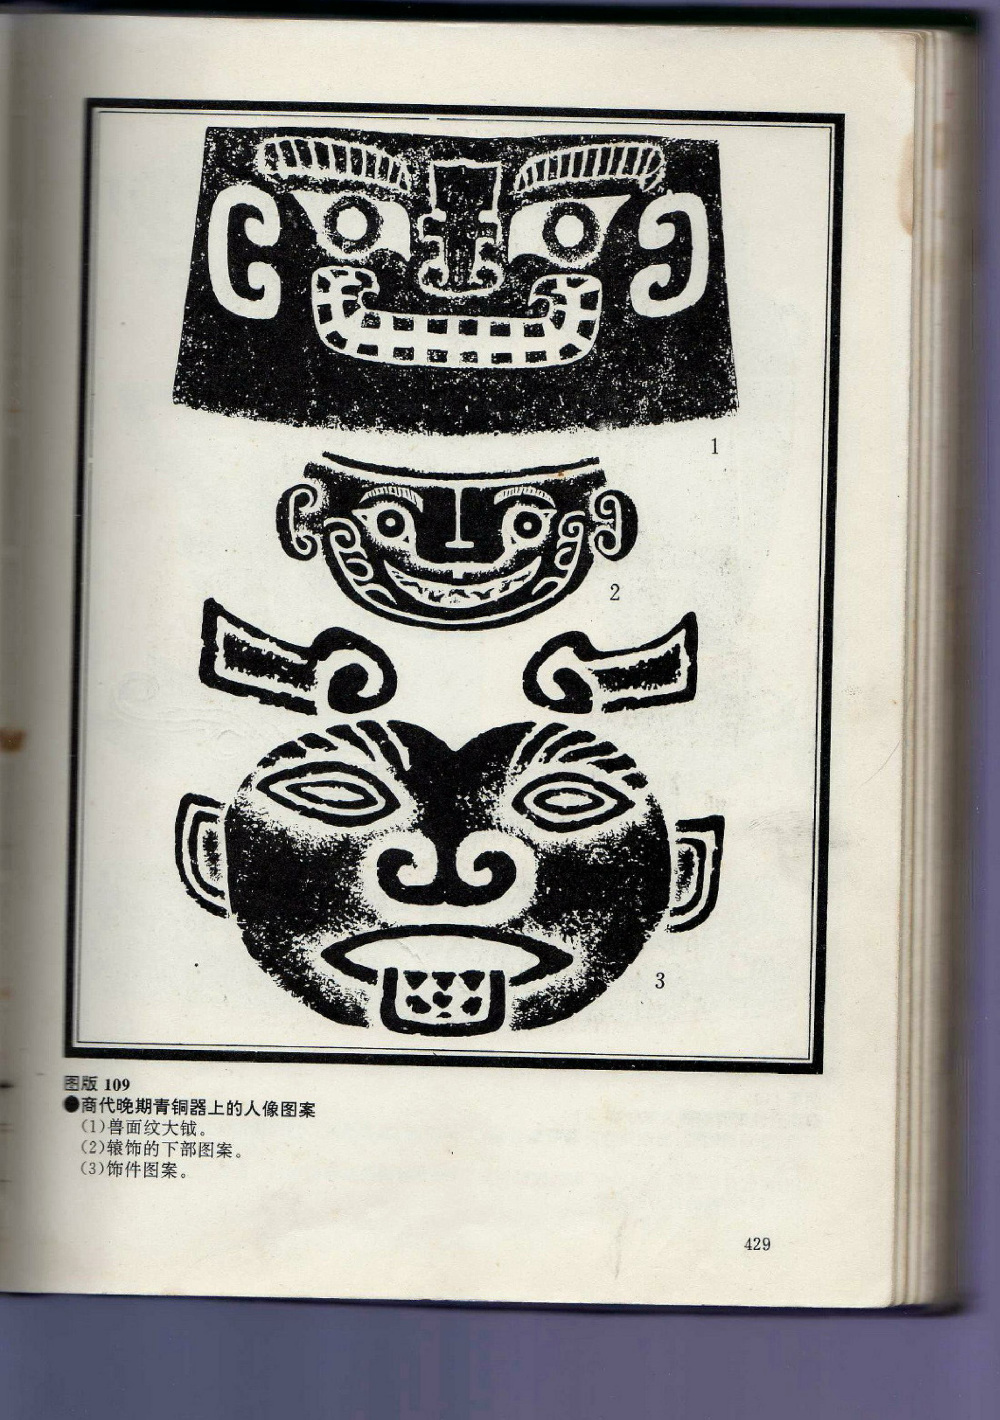 1
2
3
图版 109
●商代晚期青铜器上的人像图案
(1)兽面纹大钺。
(2)辕饰的下部图案。
(3)饰件图案。
429